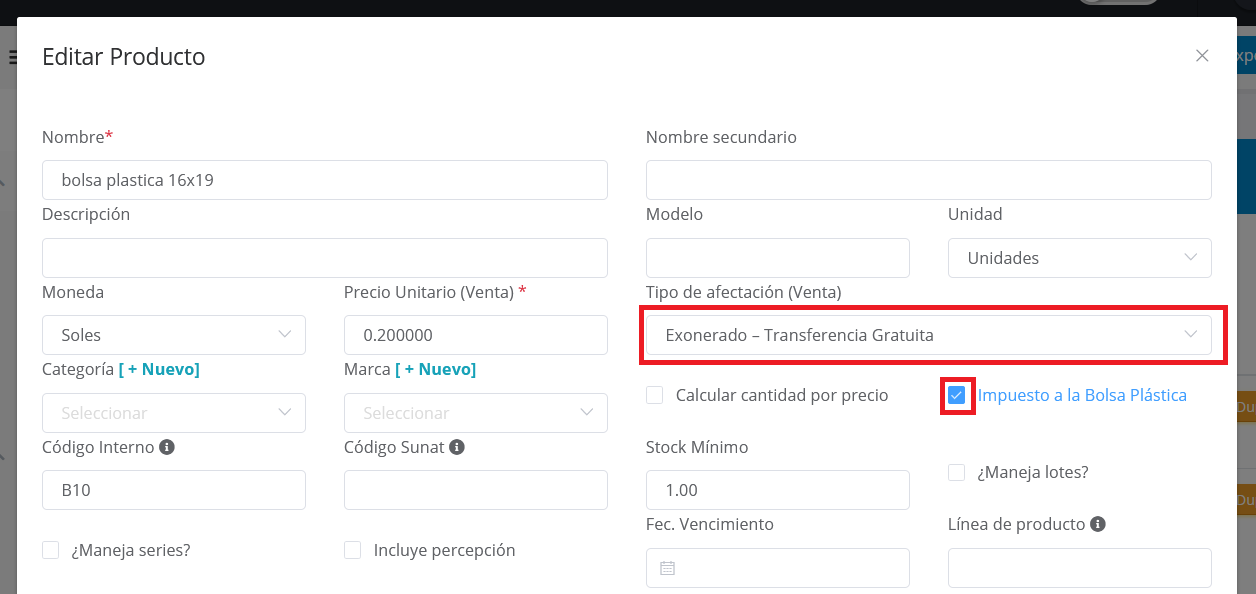 Editar Producto
Nombre*
Nombre secundario
bolsa plastica 16x19
Descripción
Modelo
Unidad
Unidades
Moneda
Precio Unitario (Venta) *
Tipo de afectación (Venta)
Soles
0.200000
Exonerado – Transferencia Gratuita
Categoría [ + Nuevo]
Marca [ + Nuevo]
Calcular cantidad por precio
Impuesto a la Bolsa Plástica
Seleccionar
Seleccionar
Código Interno
Código Sunat
Stock Mínimo
¿Maneja lotes?
B10
1.00
Fec. Vencimiento
Línea de producto
¿Maneja series?
Incluye percepción